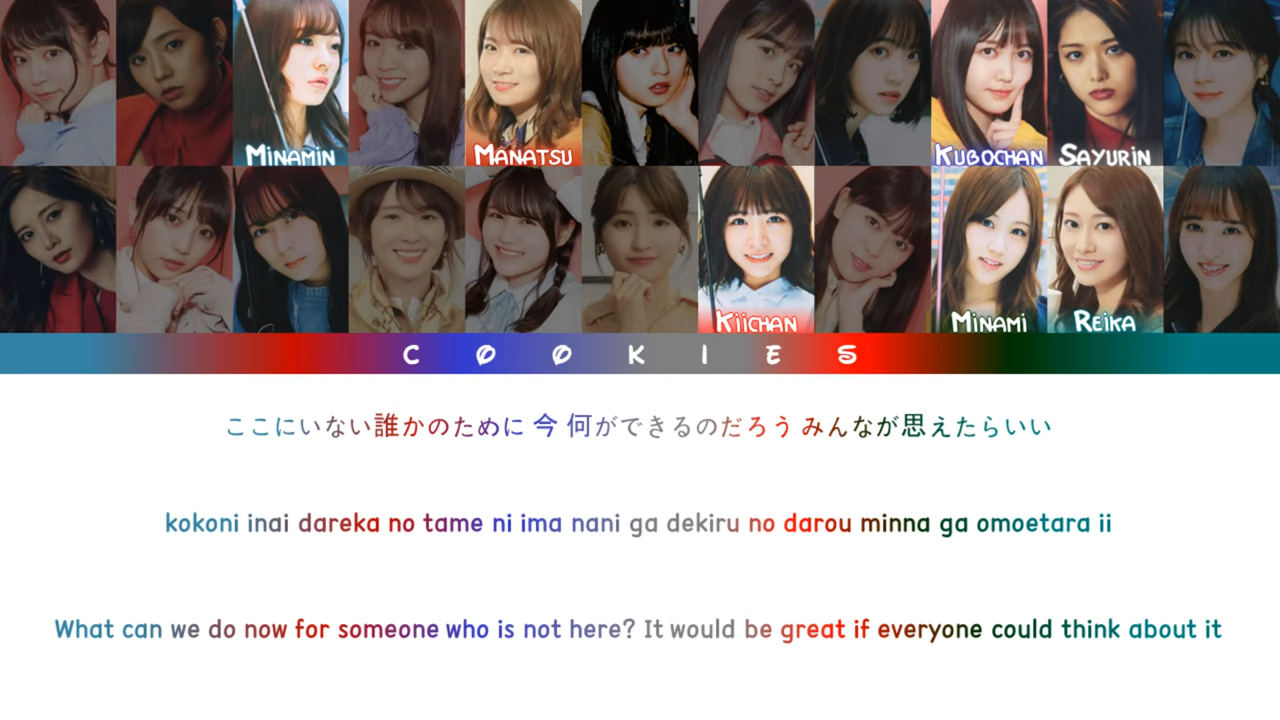 Minamin Manatsu Kubochan Sayurin
Kiichan Minami Reika
COOKIES
ここにいない誰かのために 今 何ができるのだろう みんなが思えたらいい
kokoni inai dareka no tame ni ima nani ga dekiru no darou minna ga omoetara ii
What can we do now for someone who is not here? It would be great if everyone could think about it